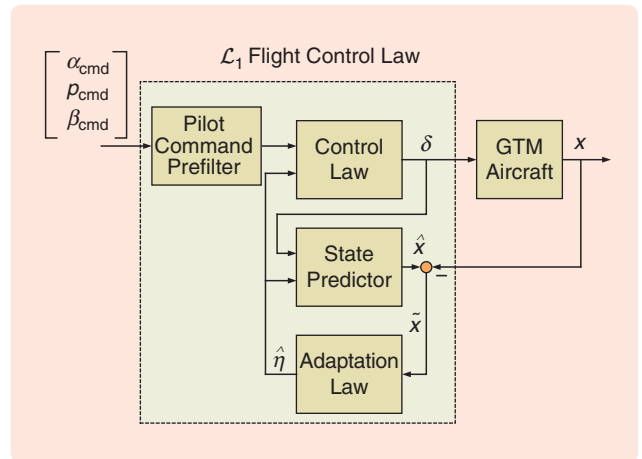 ℒ₁ Flight Control Law
α_cmd
p_cmd
β_cmd
Pilot
Command
Prefilter
Control
Law
δ
GTM
Aircraft
x
State
Predictor
x̂
−
x̃
η̂
Adaptation
Law